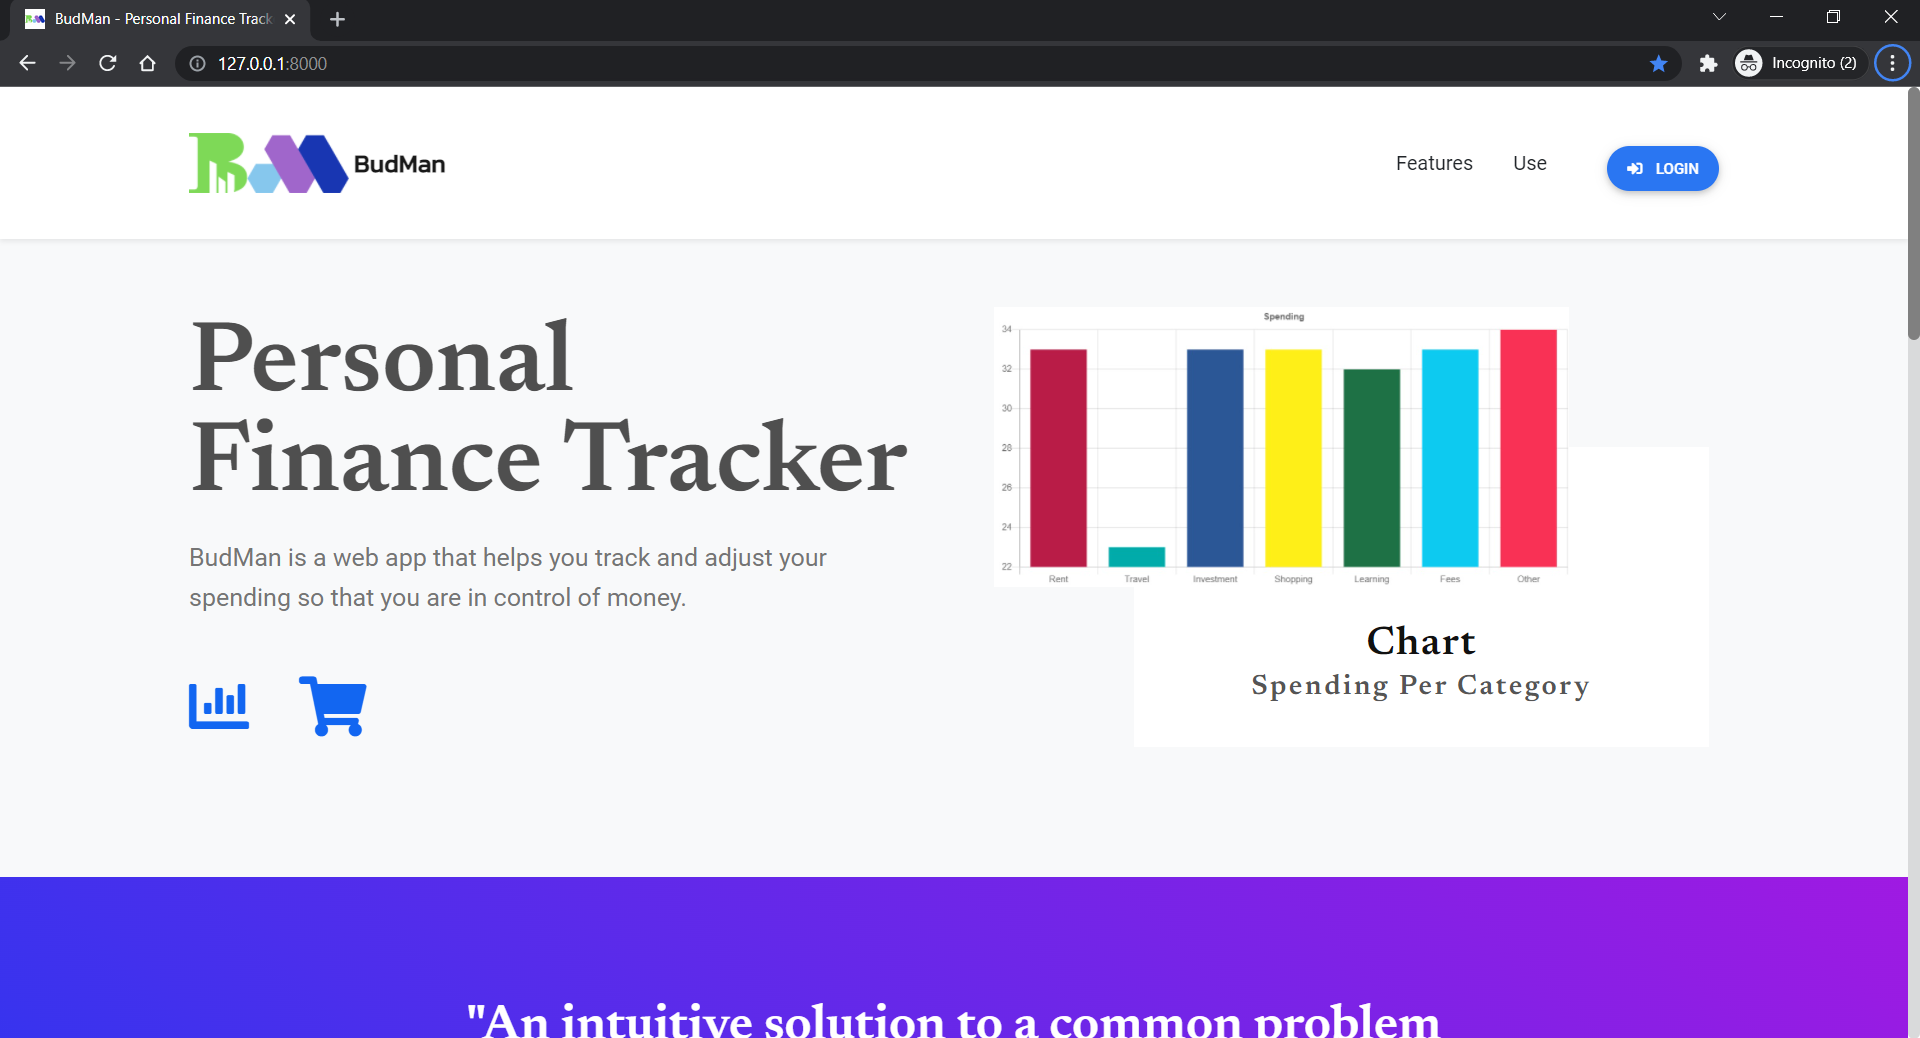 BudMan - Personal Finance Track
127.0.0.1:8000
Incognito (2)
BudMan
Features
Use
LOGIN
Personal
Finance Tracker
BudMan is a web app that helps you track and adjust your
spending so that you are in control of money.
Spending
34
32
30
28
26
24
22
Rent
Travel
Investment
Shopping
Learning
Fees
Other
Chart
Spending Per Category
"An intuitive solution to a common problem